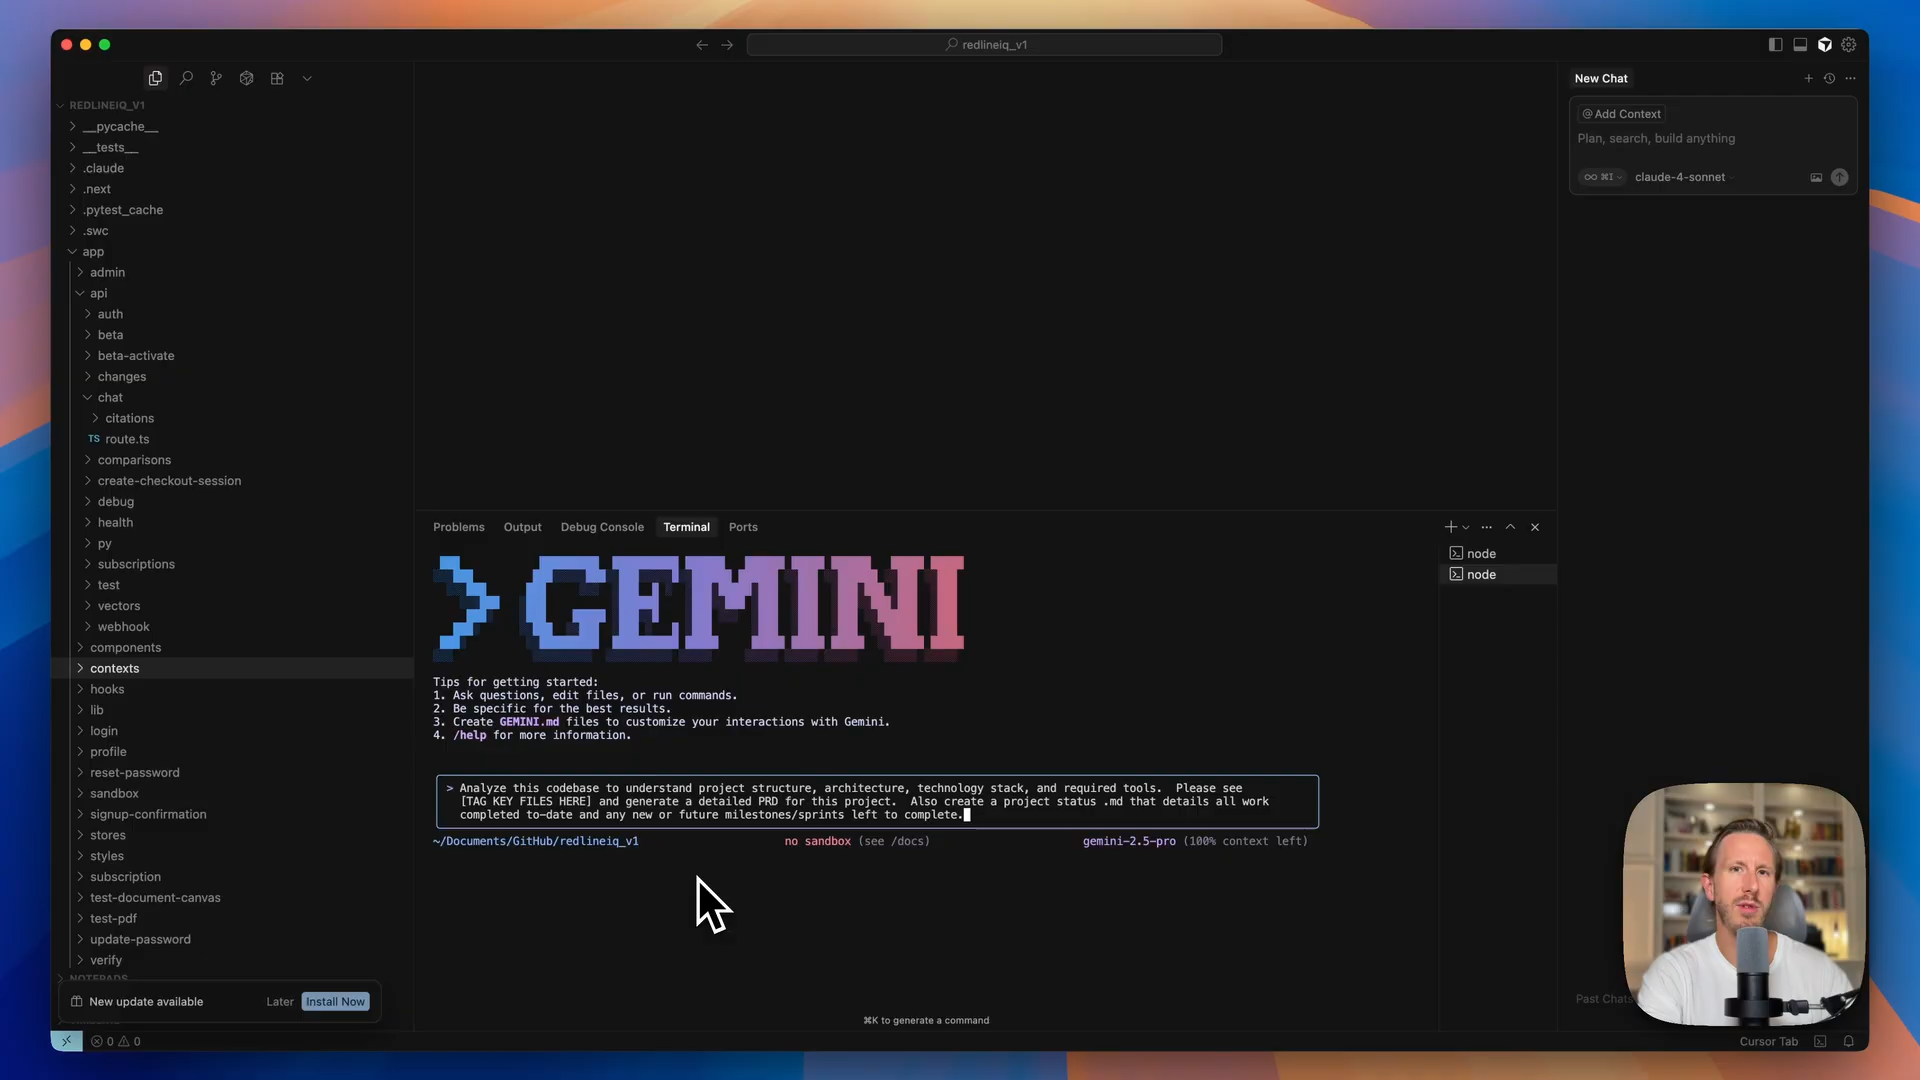 redlineiq_v1
REDLINEIQ_V1
__pycache__
__tests__
.claude
.next
.pytest_cache
.swc
app
admin
api
auth
beta
beta-activate
changes
chat
citations
TS route.ts
comparisons
create-checkout-session
debug
health
py
subscriptions
test
vectors
webhook
components
contexts
hooks
lib
login
profile
reset-password
sandbox
signup-confirmation
stores
styles
subscription
test-document-canvas
test-pdf
update-password
verify
NOTEPADS
New update available Later Install Now
0 0
Problems Output Debug Console Terminal Ports
> GEMINI
Tips for getting started:
1. Ask questions, edit files, or run commands.
2. Be specific for the best results.
3. Create GEMINI.md files to customize your interactions with Gemini.
4. /help for more information.
> Analyze this codebase to understand project structure, architecture, technology stack, and required tools. Please see
[TAG KEY FILES HERE] and generate a detailed PRD for this project. Also create a project status .md that details all work
completed to-date and any new or future milestones/sprints left to complete.
~/Documents/GitHub/redlineiq_v1 no sandbox (see /docs) gemini-2.5-pro (100% context left)
⌘K to generate a command
node
node
New Chat
@ Add Context
Plan, search, build anything
∞ ⌘I claude-4-sonnet
Past Chats
Cursor Tab